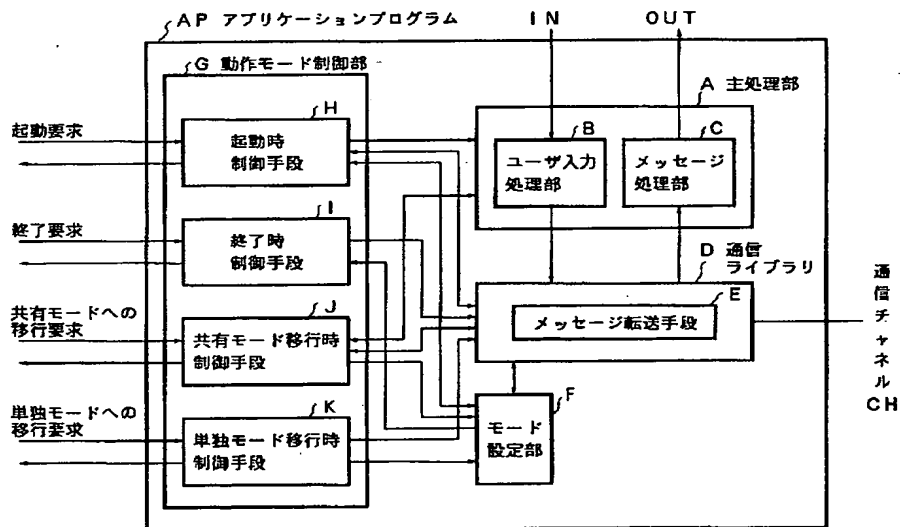 AP アプリケーションプログラム
IN
OUT
G 動作モード制御部
A 主処理部
起動要求
H
起動時
制御手段
B
ユーザ入力
処理部
C
メッセージ
処理部
終了要求
I
終了時
制御手段
D 通信
ライブラリ
E
メッセージ転送手段
共有モードへの
移行要求
J
共有モード移行時
制御手段
通信チャネルCH
単独モードへの
移行要求
K
単独モード移行時
制御手段
F
モード
設定部